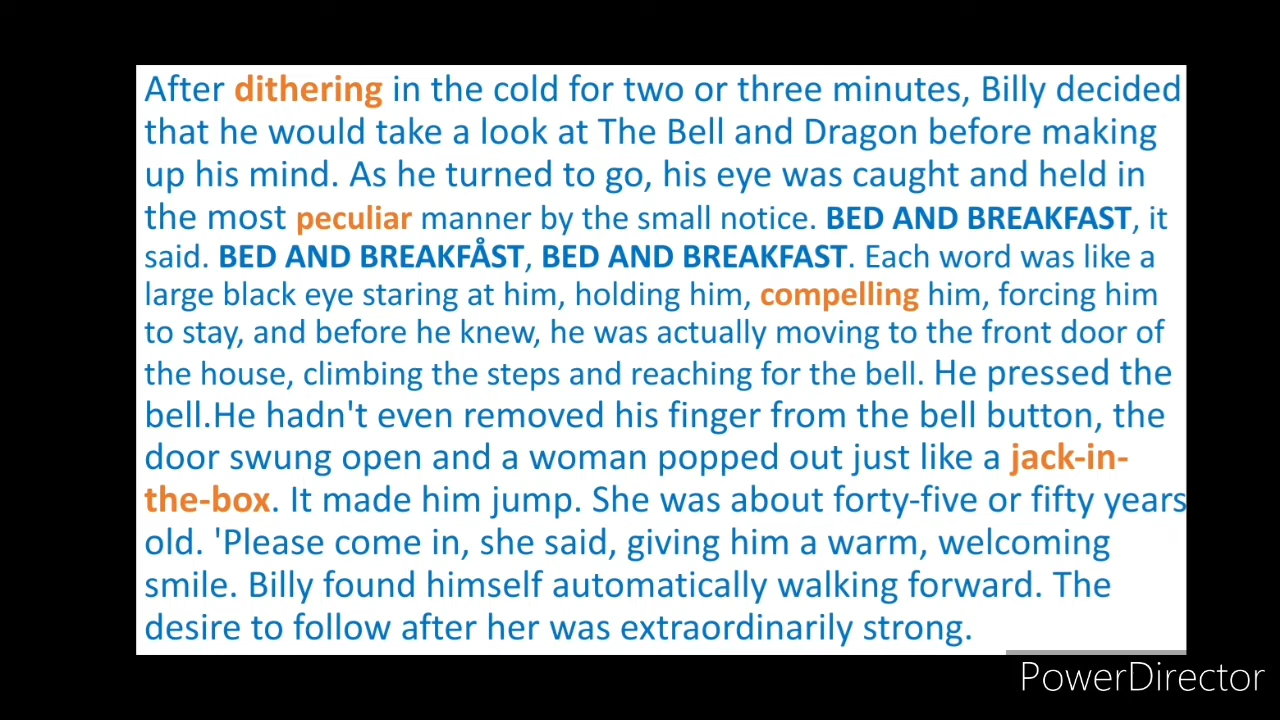 After dithering in the cold for two or three minutes, Billy decided
that he would take a look at The Bell and Dragon before making
up his mind. As he turned to go, his eye was caught and held in
the most peculiar manner by the small notice. BED AND BREAKFAST, it
said. BED AND BREAKFÅST, BED AND BREAKFAST. Each word was like a
large black eye staring at him, holding him, compelling him, forcing him
to stay, and before he knew, he was actually moving to the front door of
the house, climbing the steps and reaching for the bell. He pressed the
bell.He hadn't even removed his finger from the bell button, the
door swung open and a woman popped out just like a jack-in-
the-box. It made him jump. She was about forty-five or fifty years
old. 'Please come in, she said, giving him a warm, welcoming
smile. Billy found himself automatically walking forward. The
desire to follow after her was extraordinarily strong.
PowerDirector